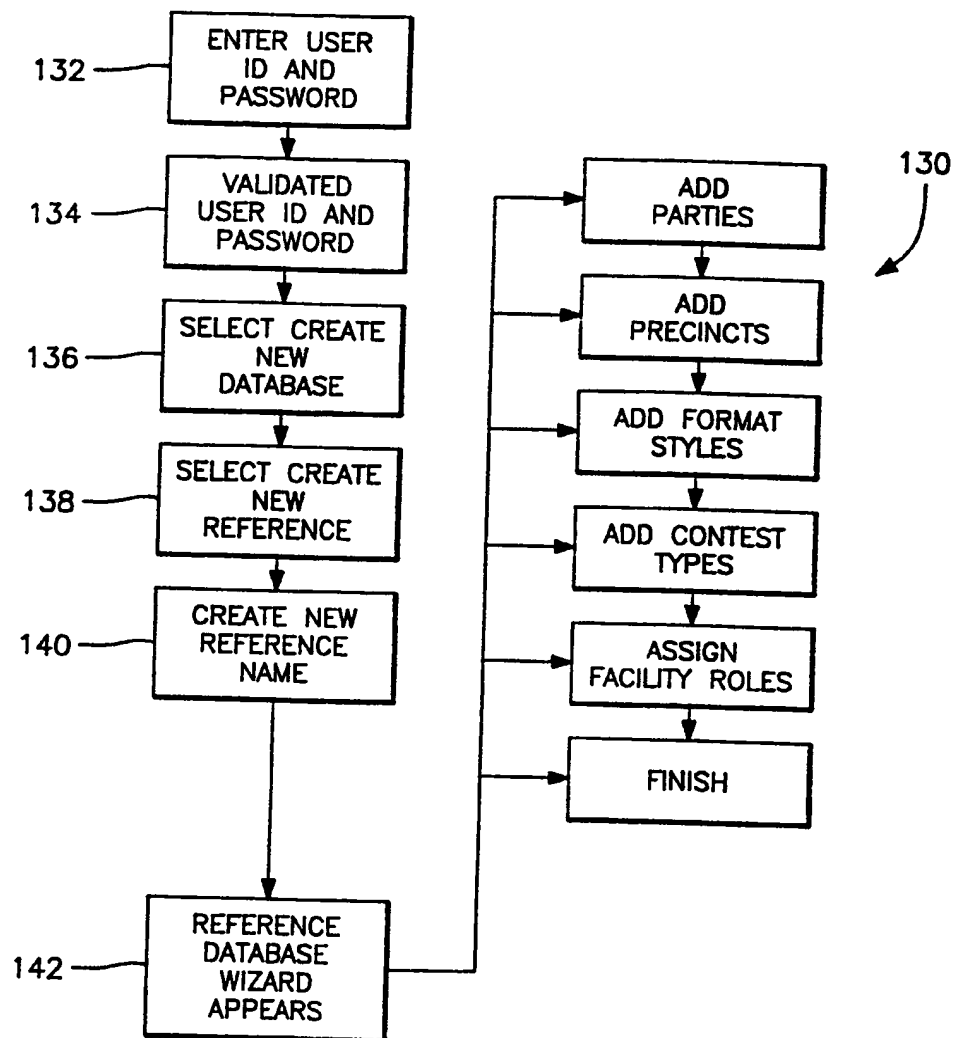 132
ENTER USER
ID AND
PASSWORD
134
VALIDATED
USER ID AND
PASSWORD
136
SELECT CREATE
NEW
DATABASE
138
SELECT CREATE
NEW
REFERENCE
140
CREATE NEW
REFERENCE
NAME
142
REFERENCE
DATABASE
WIZARD
APPEARS
130
ADD
PARTIES
ADD
PRECINCTS
ADD FORMAT
STYLES
ADD CONTEST
TYPES
ASSIGN
FACILITY ROLES
FINISH